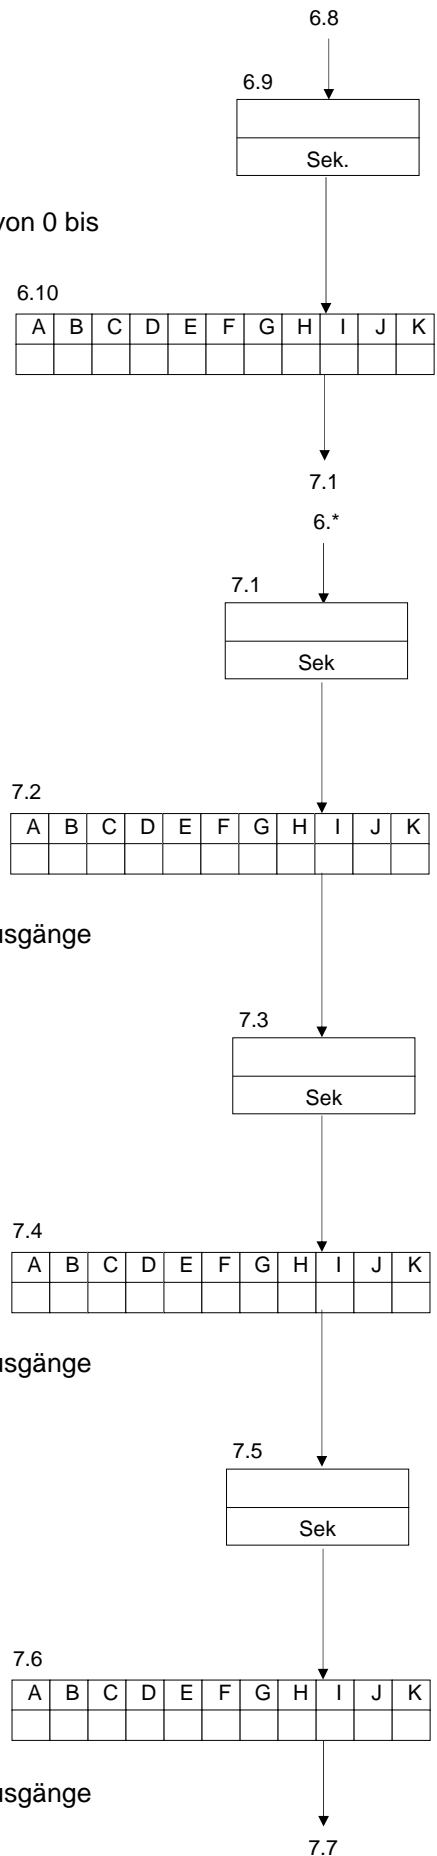 6.8
6.9
Sek.
von 0 bis
6.10
A B C D E F G H I J K
7.1
6.*
7.1
Sek
7.2
A B C D E F G H I J K
usgänge
7.3
Sek
7.4
A B C D E F G H I J K
usgänge
7.5
Sek
7.6
A B C D E F G H I J K
usgänge
7.7